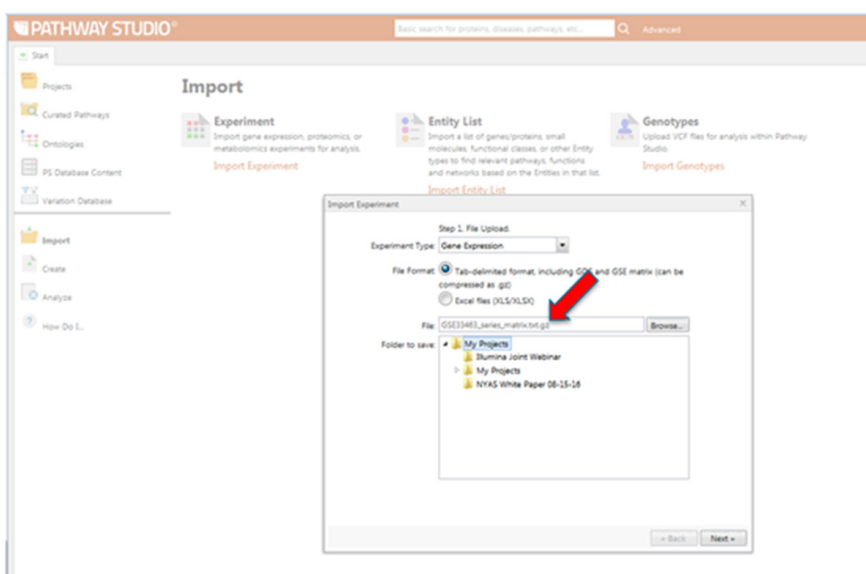 PATHWAY STUDIO®
Basic search for proteins, diseases, pathways, etc...
Advanced
Start
Projects
Curated Pathways
Ontologies
PS Database Content
Variation Database
Import
Create
Analyze
How Do I..
Import
Experiment
Import gene expression, proteomics, or
metabolomics experiments for analysis.
Import Experiment
Entity List
Import a list of genes/proteins, small
molecules, functional classes, or other Entity
types to find relevant pathways, functions
and networks based on the Entities in that list.
Import Entity List
Genotypes
Upload VCF files for analysis within Pathway
Studio.
Import Genotypes
Import Experiment
Step 1. File Upload.
Experiment Type: Gene Expression
File Format: Tab-delimited format, including GDS and GSE matrix (can be
compressed as .gz)
Excel files (XLS/XLSX)
File: GSE33463_series_matrix.txt.gz Browse..
Folder to save: My Projects
Illumina Joint Webinar
My Projects
NYAS White Paper 08-15-16
« Back Next »